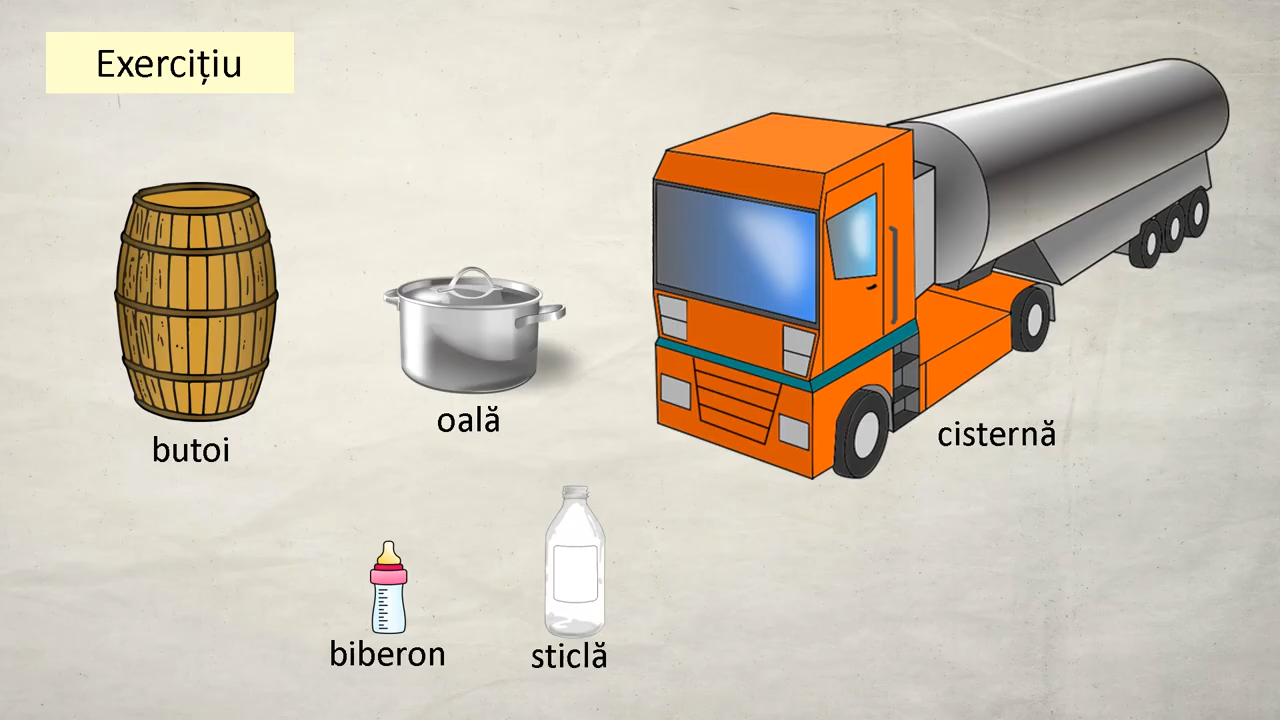 Exercițiu
butoi
oală
cisternă
biberon
sticlă